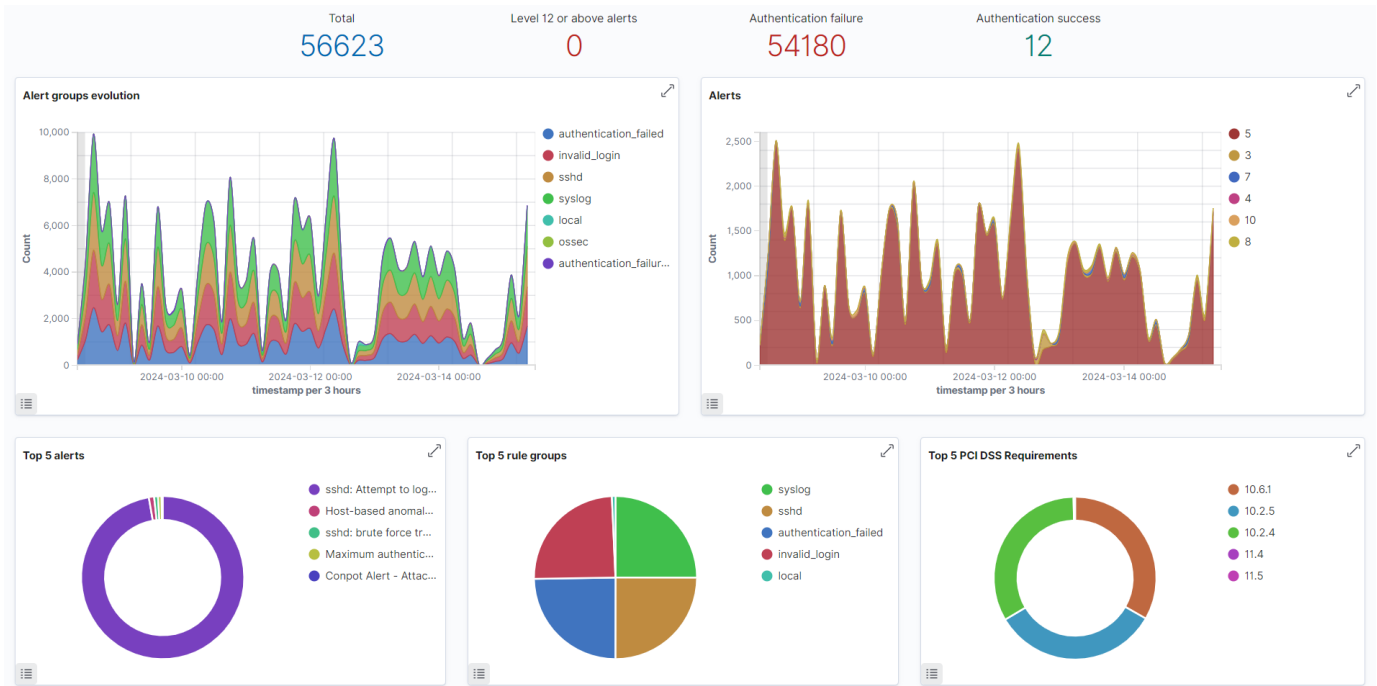 Total
56623
Level 12 or above alerts
0
Authentication failure
54180
Authentication success
12
Alert groups evolution
10,000
8,000
6,000
4,000
2,000
0
Count
2024-03-10 00:00
2024-03-12 00:00
2024-03-14 00:00
timestamp per 3 hours
authentication_failed
invalid_login
sshd
syslog
local
ossec
authentication_failur...
Alerts
2,500
2,000
1,500
1,000
500
0
Count
2024-03-10 00:00
2024-03-12 00:00
2024-03-14 00:00
timestamp per 3 hours
5
3
7
4
10
8
Top 5 alerts
sshd: Attempt to log...
Host-based anomal...
sshd: brute force tr...
Maximum authentic...
Conpot Alert - Attac...
Top 5 rule groups
syslog
sshd
authentication_failed
invalid_login
local
Top 5 PCI DSS Requirements
10.6.1
10.2.5
10.2.4
11.4
11.5